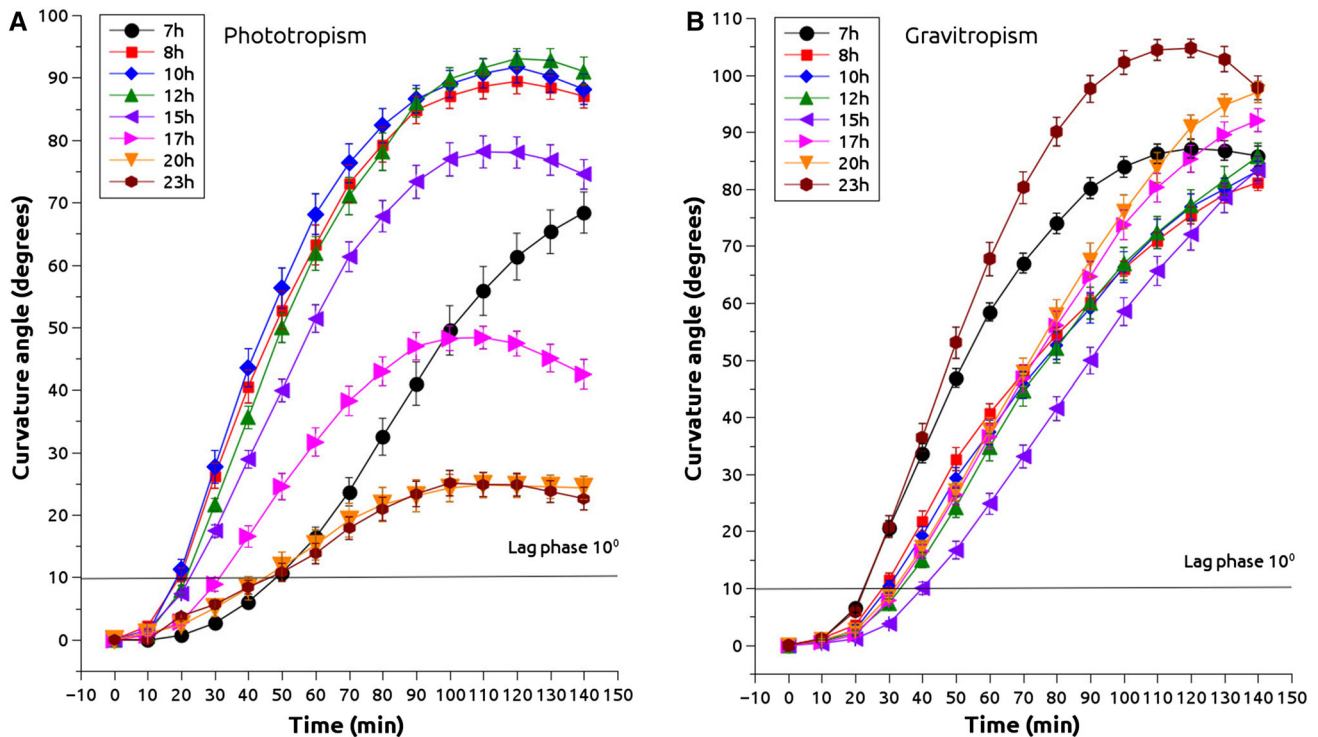 A
Phototropism
7h
8h
10h
12h
15h
17h
20h
23h
Curvature angle (degrees)
100
90
80
70
60
50
40
30
20
10
0
Lag phase 10⁰
−10 0 10 20 30 40 50 60 70 80 90 100 110 120 130 140 150
Time (min)
B
Gravitropism
7h
8h
10h
12h
15h
17h
20h
23h
Curvature angle (degrees)
110
100
90
80
70
60
50
40
30
20
10
0
Lag phase 10⁰
−10 0 10 20 30 40 50 60 70 80 90 100 110 120 130 140 150
Time (min)